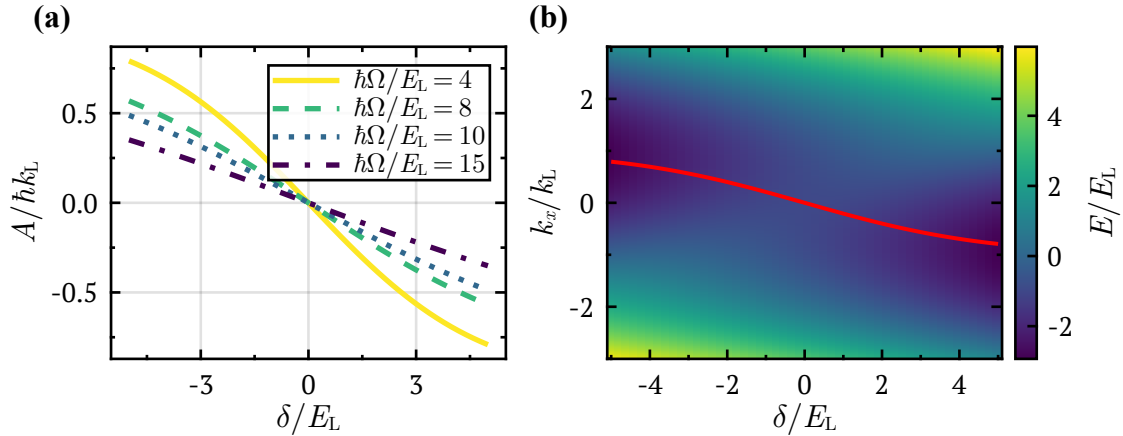 (a)
A/ħk_L
0.5
0.0
-0.5
ħΩ/E_L = 4
ħΩ/E_L = 8
ħΩ/E_L = 10
ħΩ/E_L = 15
-3 0 3
δ/E_L
(b)
k_x/k_L
2
0
-2
-4 -2 0 2 4
δ/E_L
4
2
0
-2
E/E_L